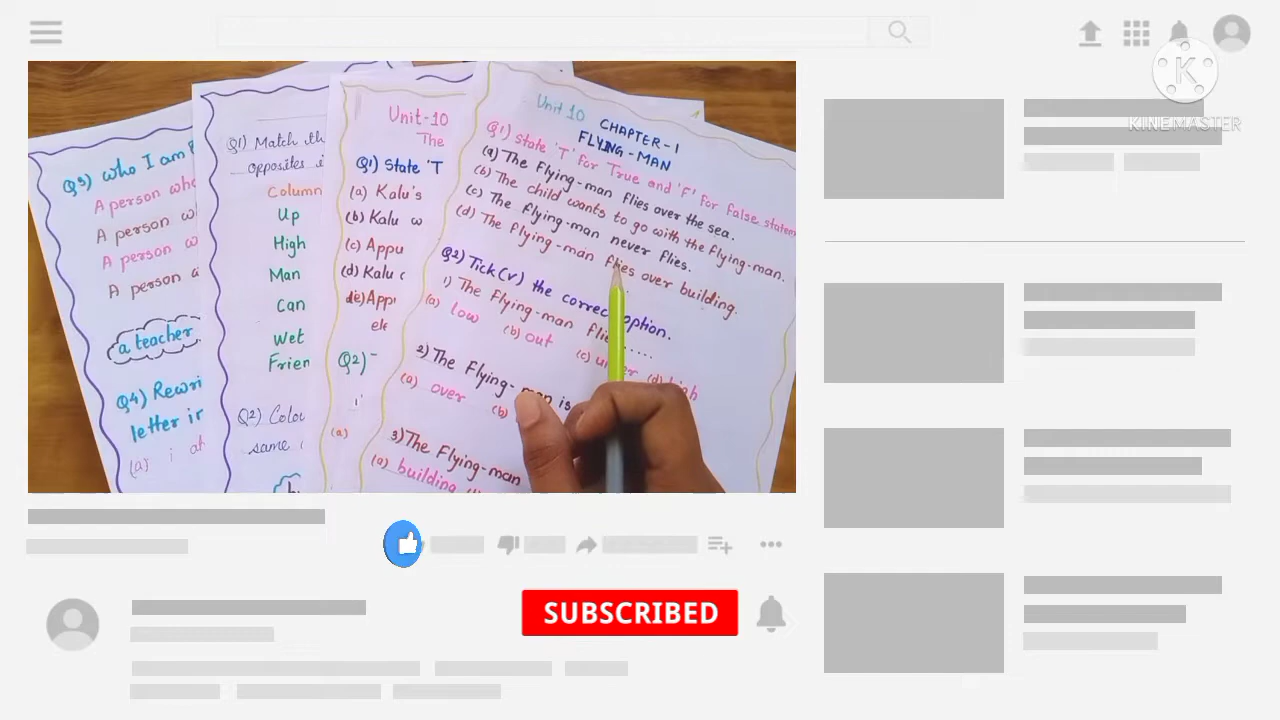 KINEMASTER
Q3) Who I am
A person who
A person w
A person w
A person a
a teacher
Q4) Rewri
letter ir
(a) i at
Q1) Match th
opposites i
Column
Up
High
Man
Can
Wet
Frien
Q2) Colou
same
b.
Unit-10
The
Q1) State 'T
(a) Kalu's
(b) Kalu w
(c) Appu
(d) Kalu c
(e) Appu
ele
Q2)
(a)
Unit 10
CHAPTER-1
FLYING-MAN
Q1) State 'T' for True and 'F' for false statem
(a) The Flying-man flies over the sea.
(b) The child wants to go with the flying-man.
(c) The flying-man never flies.
(d) The flying-man flies over building.
Q2) Tick(v) the correct option.
1) The Flying-man flie .....
(a) low (b) out (c) (d) high
2) The Flying-man is
(a) over (b)
3) The Flying-man
(a) building
SUBSCRIBED